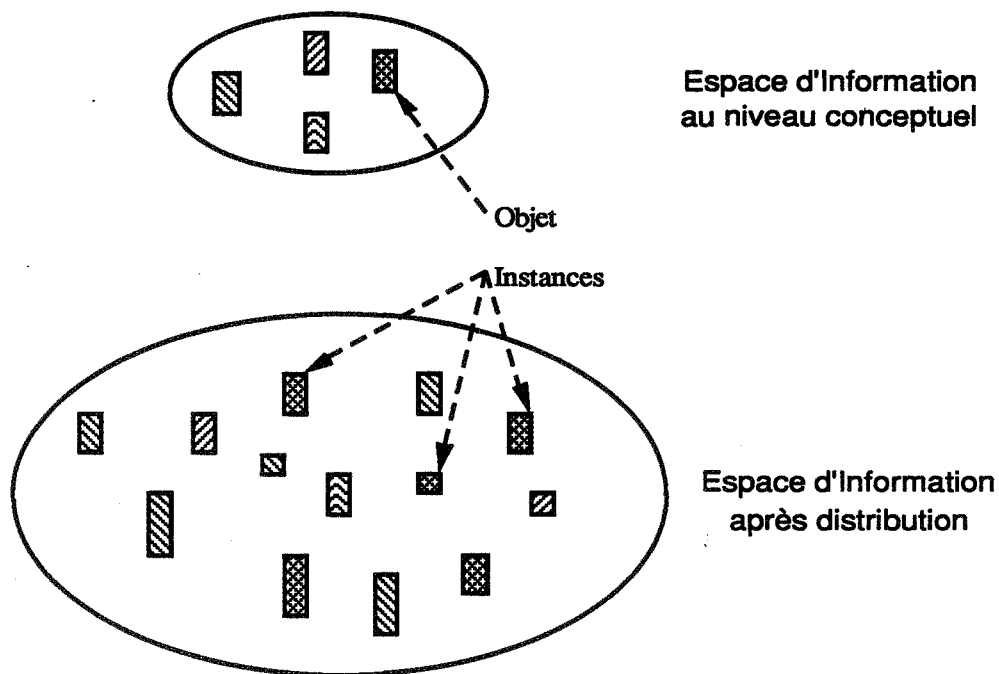 Espace d'Information
au niveau conceptuel
Objet
Instances
Espace d'Information
après distribution